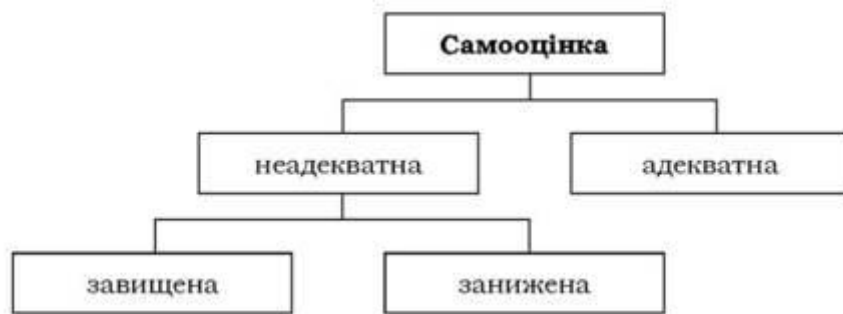 Самооцінка
неадекватна
адекватна
завищена
занижена